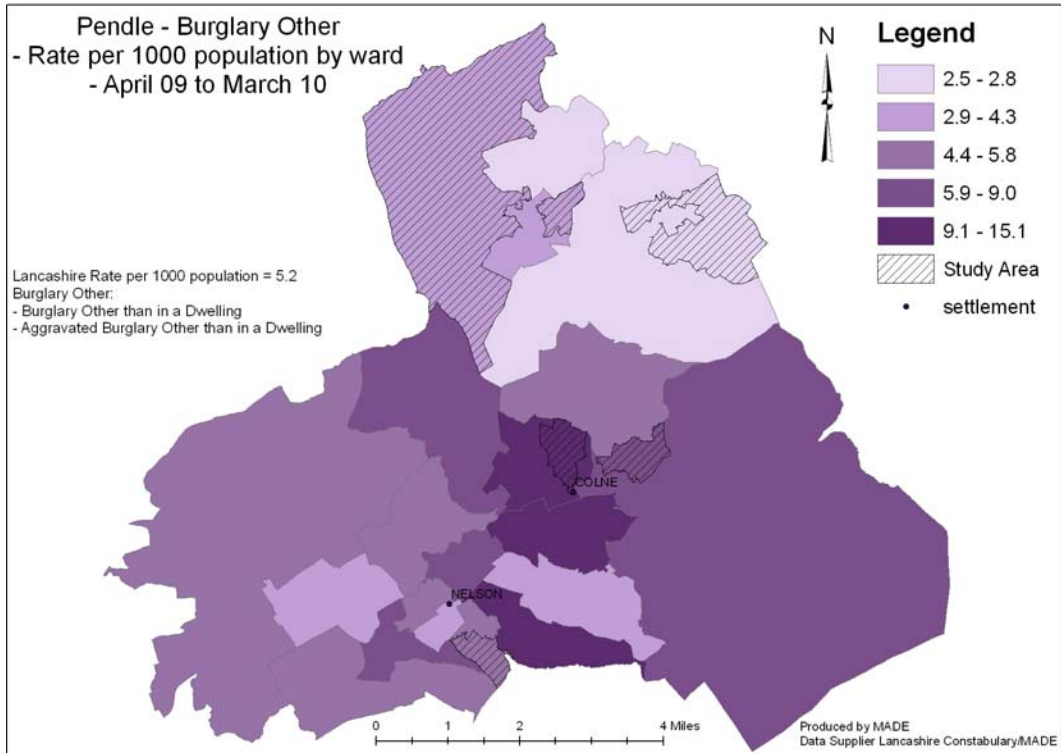 Pendle - Burglary Other
- Rate per 1000 population by ward
- April 09 to March 10
N
Legend
2.5 - 2.8
2.9 - 4.3
4.4 - 5.8
5.9 - 9.0
9.1 - 15.1
Study Area
settlement
Lancashire Rate per 1000 population = 5.2
Burglary Other:
- Burglary Other than in a Dwelling
- Aggravated Burglary Other than in a Dwelling
COLNE
NELSON
0 1 2 4 Miles
Produced by MADE
Data Supplier Lancashire Constabulary/MADE